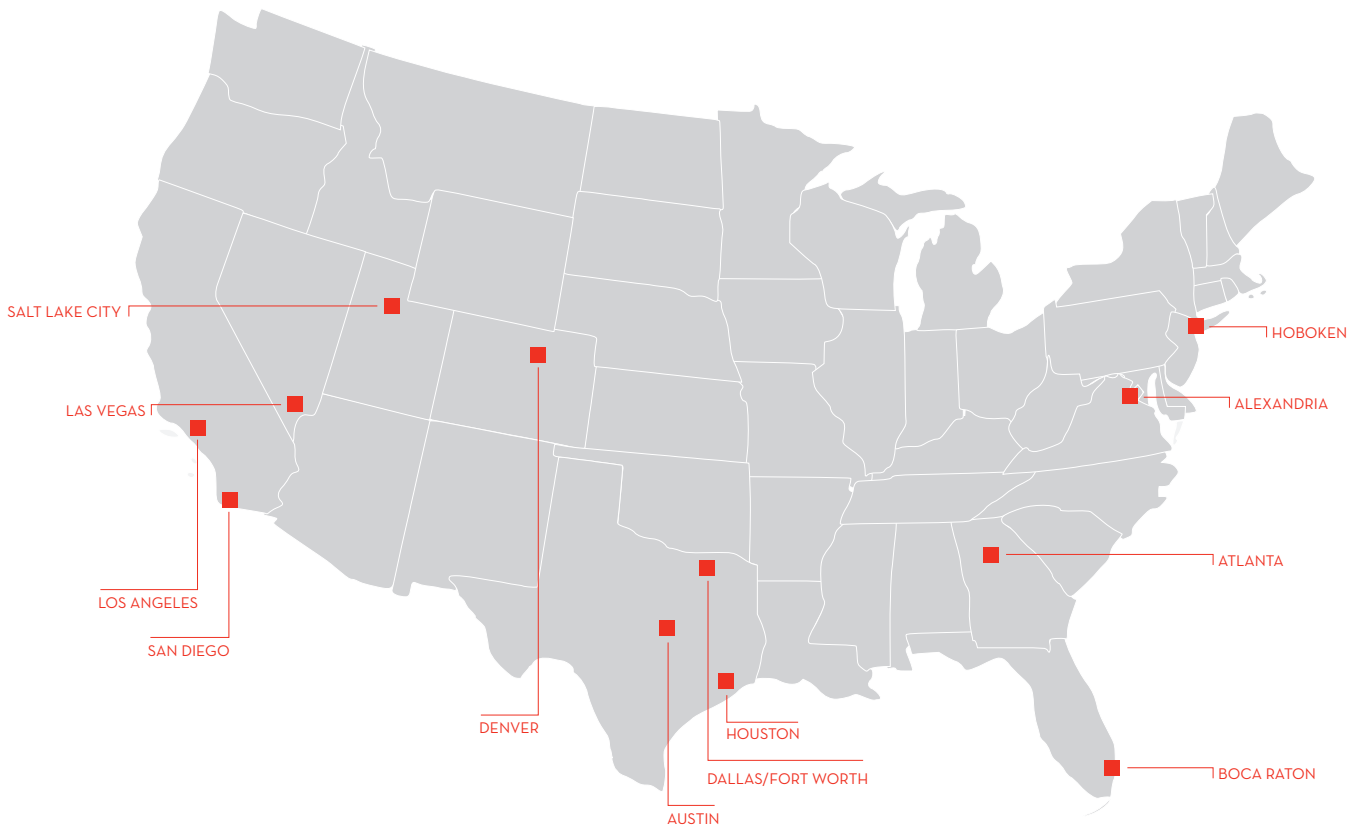 SALT LAKE CITY
HOBOKEN
LAS VEGAS
ALEXANDRIA
ATLANTA
LOS ANGELES
SAN DIEGO
DENVER
HOUSTON
BOCA RATON
DALLAS/FORT WORTH
AUSTIN